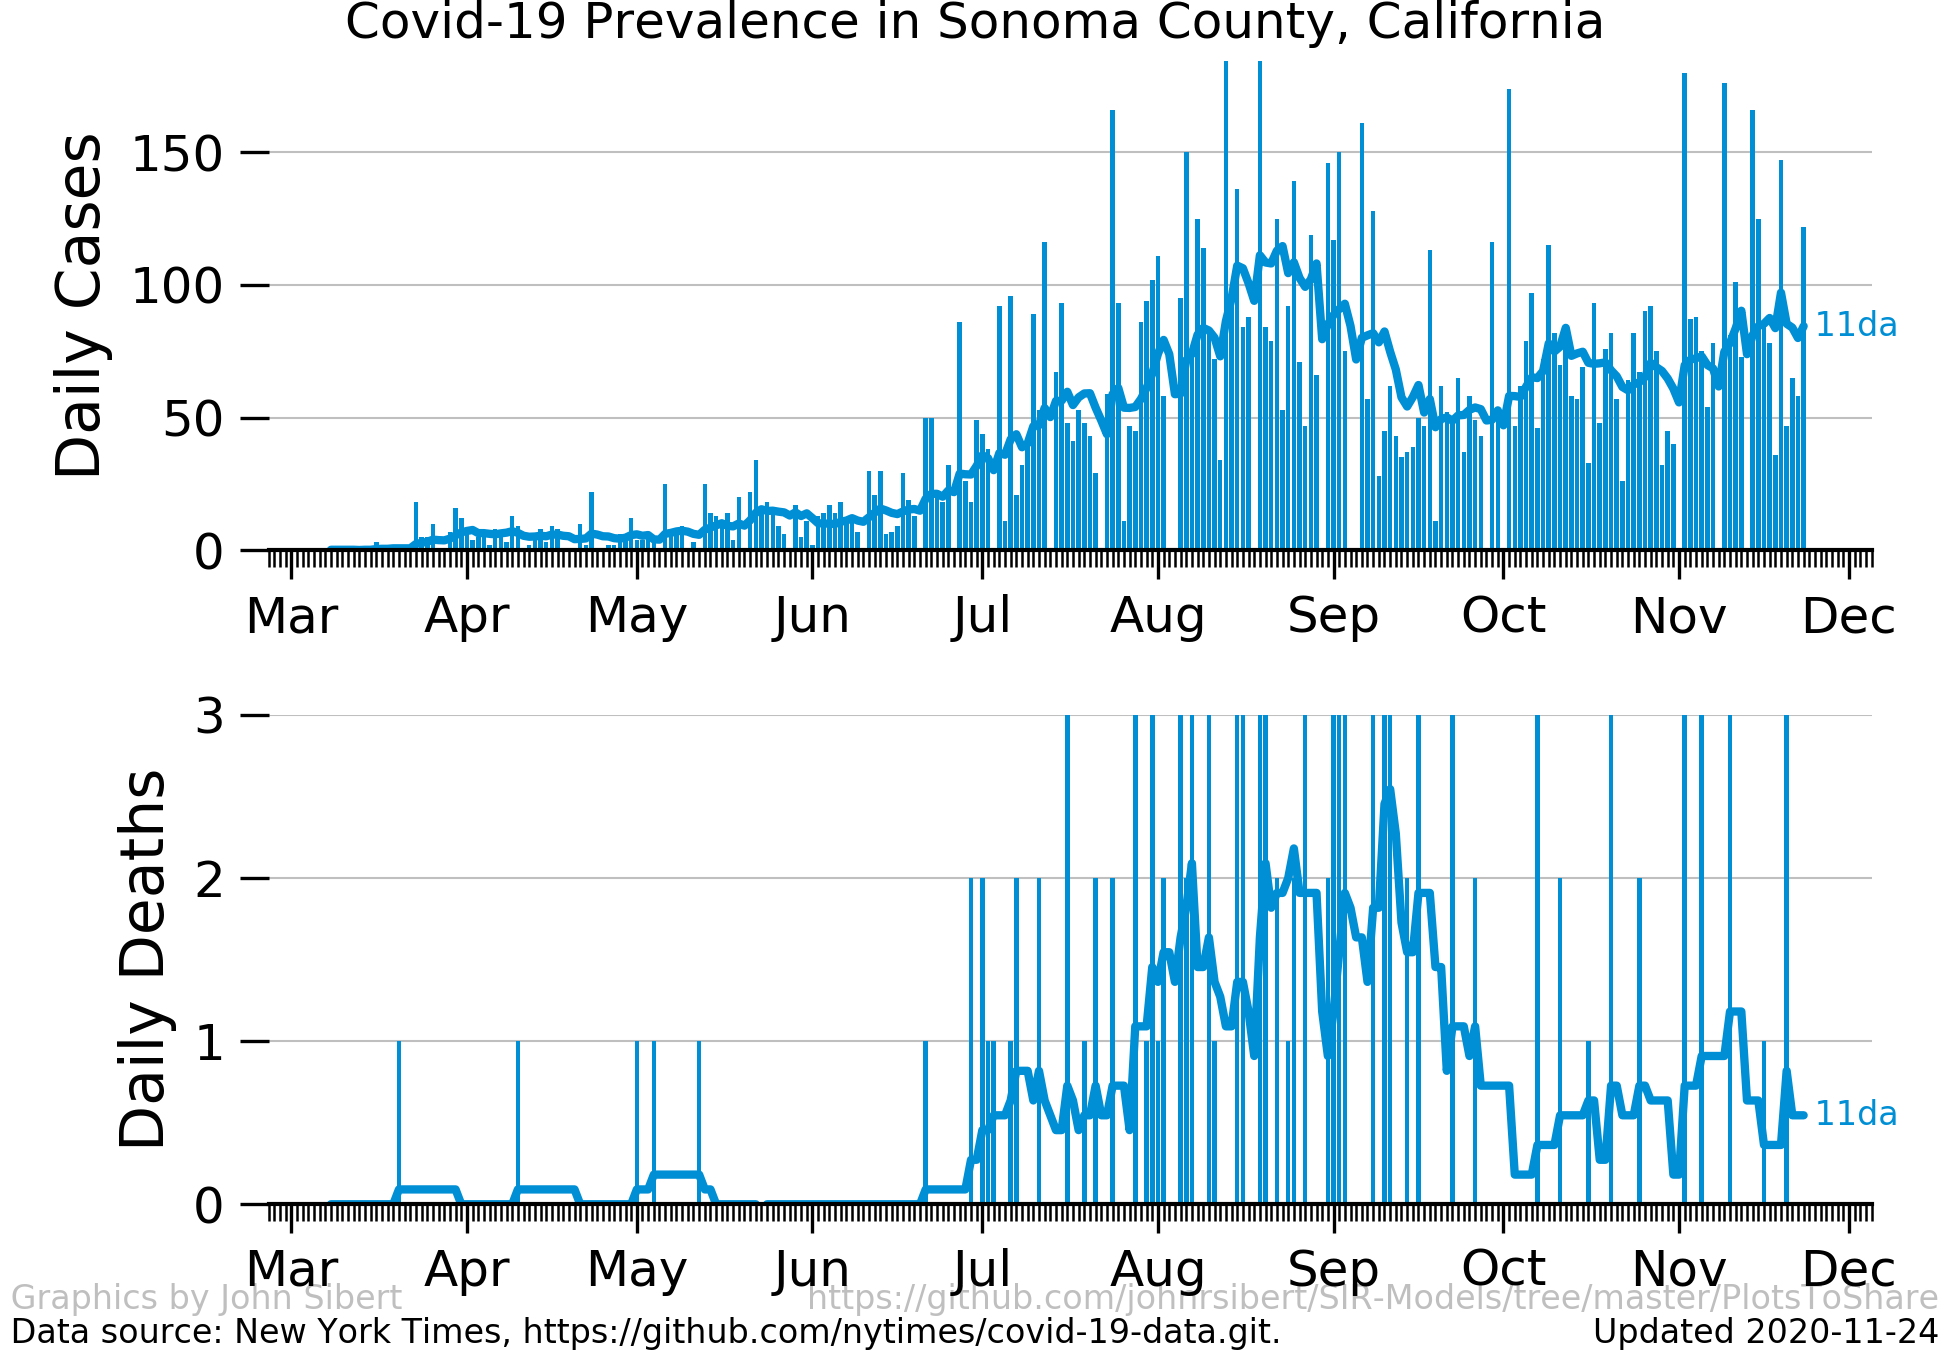 Covid-19 Prevalence in Sonoma County, California
Daily Cases
150
100
50
0
11da
Mar Apr May Jun Jul Aug Sep Oct Nov Dec
Daily Deaths
3
2
1
0
11da
Mar Apr May Jun Jul Aug Sep Oct Nov Dec
Graphics by John Sibert https://github.com/johnrsibert/SIR-Models/tree/master/PlotsToShare
Data source: New York Times, https://github.com/nytimes/covid-19-data.git. Updated 2020-11-24